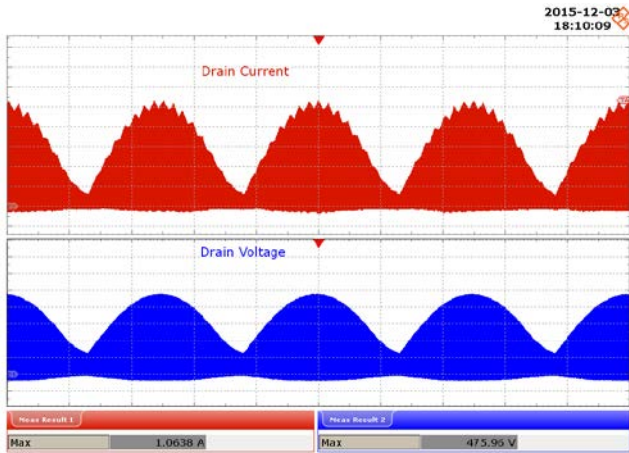 2015-12-03
18:10:09
Drain Current
Drain Voltage
Meas Result 1
Meas Result 2
Max 1.0638 A
Max 475.96 V